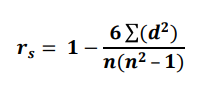 r_s = 1 − 6 Σ(d²) / n(n² − 1)